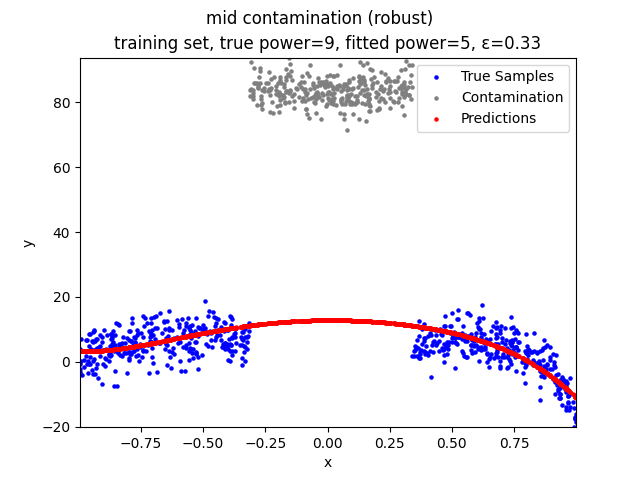 mid contamination (robust)
training set, true power=9, fitted power=5, ε=0.33
True Samples
Contamination
Predictions
80
60
40
20
0
−20
y
−0.75
−0.50
−0.25
0.00
0.25
0.50
0.75
x